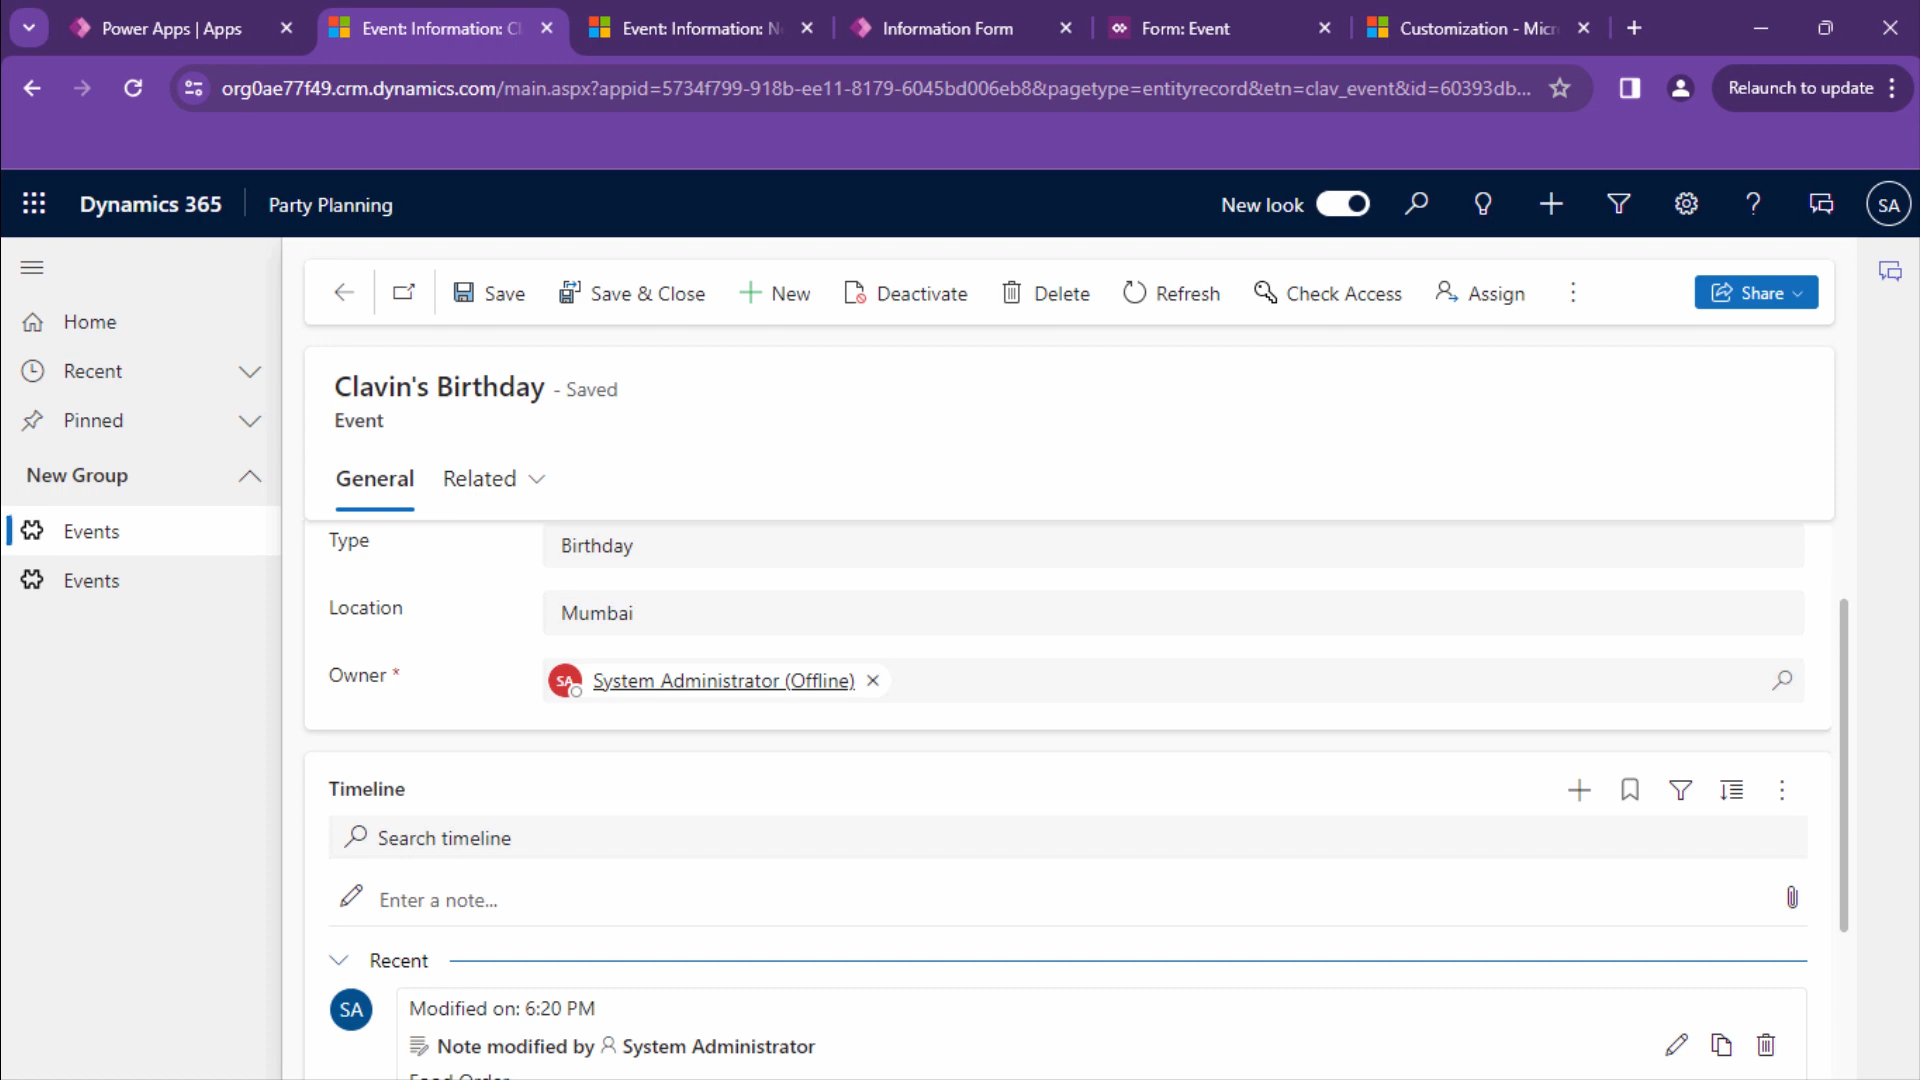 Power Apps | Apps
Event: Information: Cl
Event: Information: N
Information Form
Form: Event
Customization - Micr
org0ae77f49.crm.dynamics.com/main.aspx?appid=5734f799-918b-ee11-8179-6045bd006eb8&pagetype=entityrecord&etn=clav_event&id=60393db...
Relaunch to update
Dynamics 365
Party Planning
New look
SA
Save
Save & Close
New
Deactivate
Delete
Refresh
Check Access
Assign
Share
Home
Recent
Pinned
New Group
Events
Events
Clavin's Birthday - Saved
Event
General
Related
Type
Birthday
Location
Mumbai
Owner *
SA
System Administrator (Offline)
Timeline
Search timeline
Enter a note...
Recent
SA
Modified on: 6:20 PM
Note modified by System Administrator
Food Order